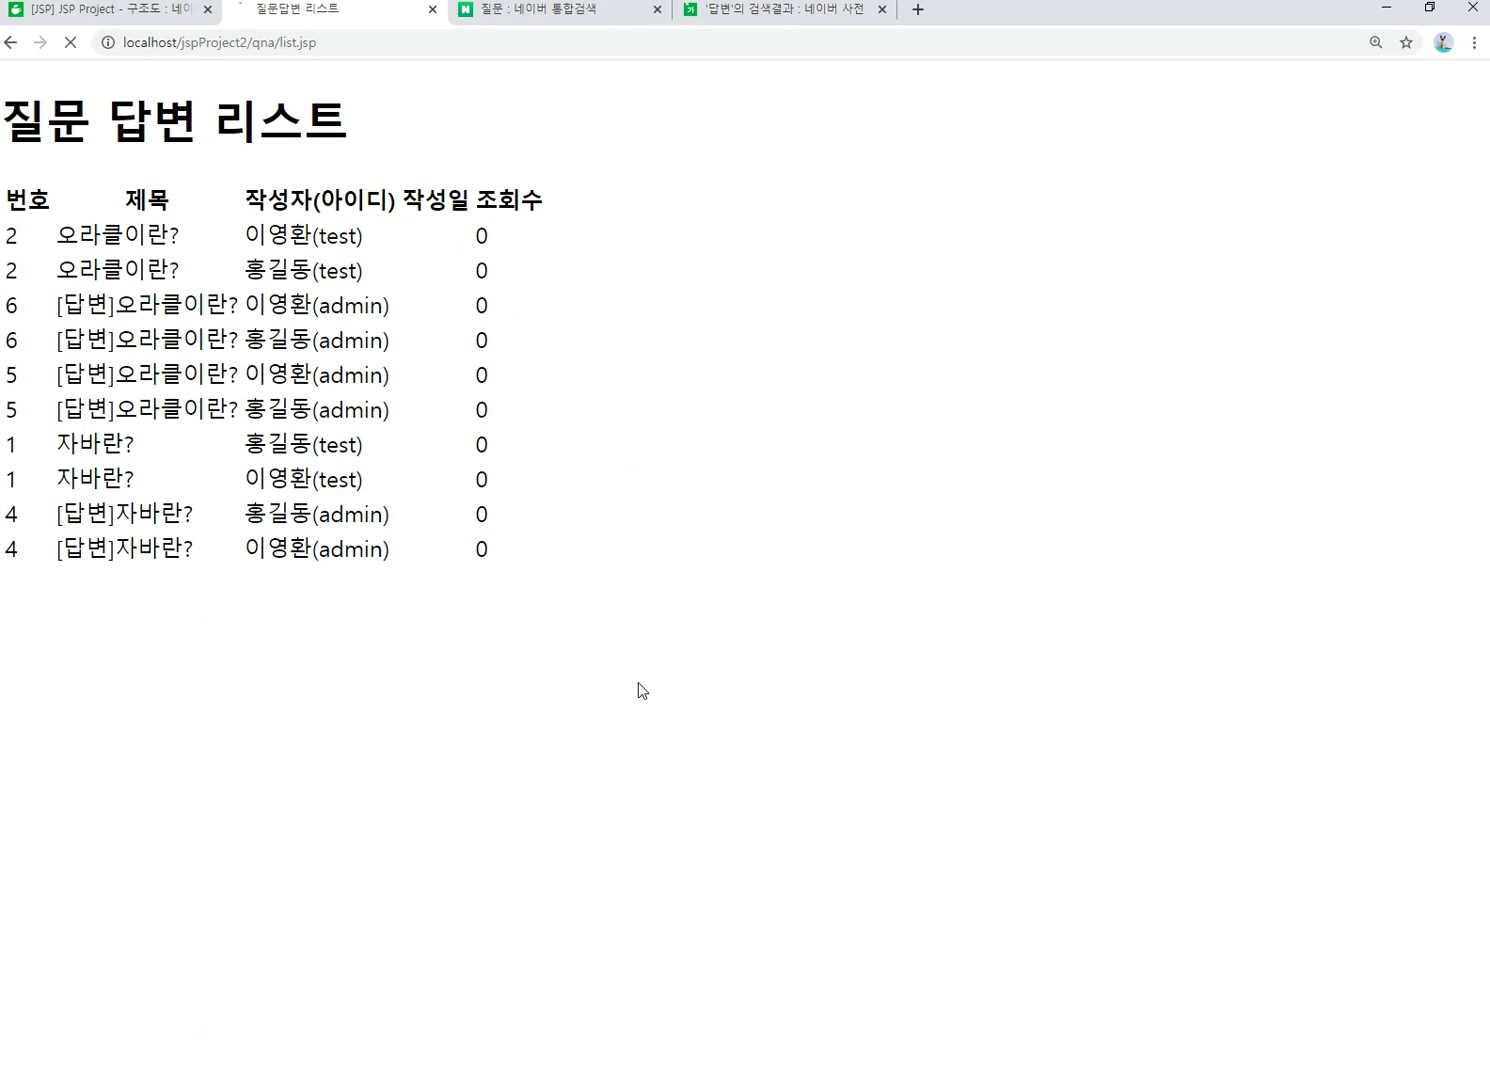 [JSP] JSP Project - 구조도 : 네이
질문답변 리스트
질문 : 네이버 통합검색
'답변'의 검색결과 : 네이버 사전
localhost/jspProject2/qna/list.jsp
질문 답변 리스트
번호 제목 작성자(아이디) 작성일 조회수
2 오라클이란? 이영환(test) 0
2 오라클이란? 홍길동(test) 0
6 [답변]오라클이란? 이영환(admin) 0
6 [답변]오라클이란? 홍길동(admin) 0
5 [답변]오라클이란? 이영환(admin) 0
5 [답변]오라클이란? 홍길동(admin) 0
1 자바란? 홍길동(test) 0
1 자바란? 이영환(test) 0
4 [답변]자바란? 홍길동(admin) 0
4 [답변]자바란? 이영환(admin) 0